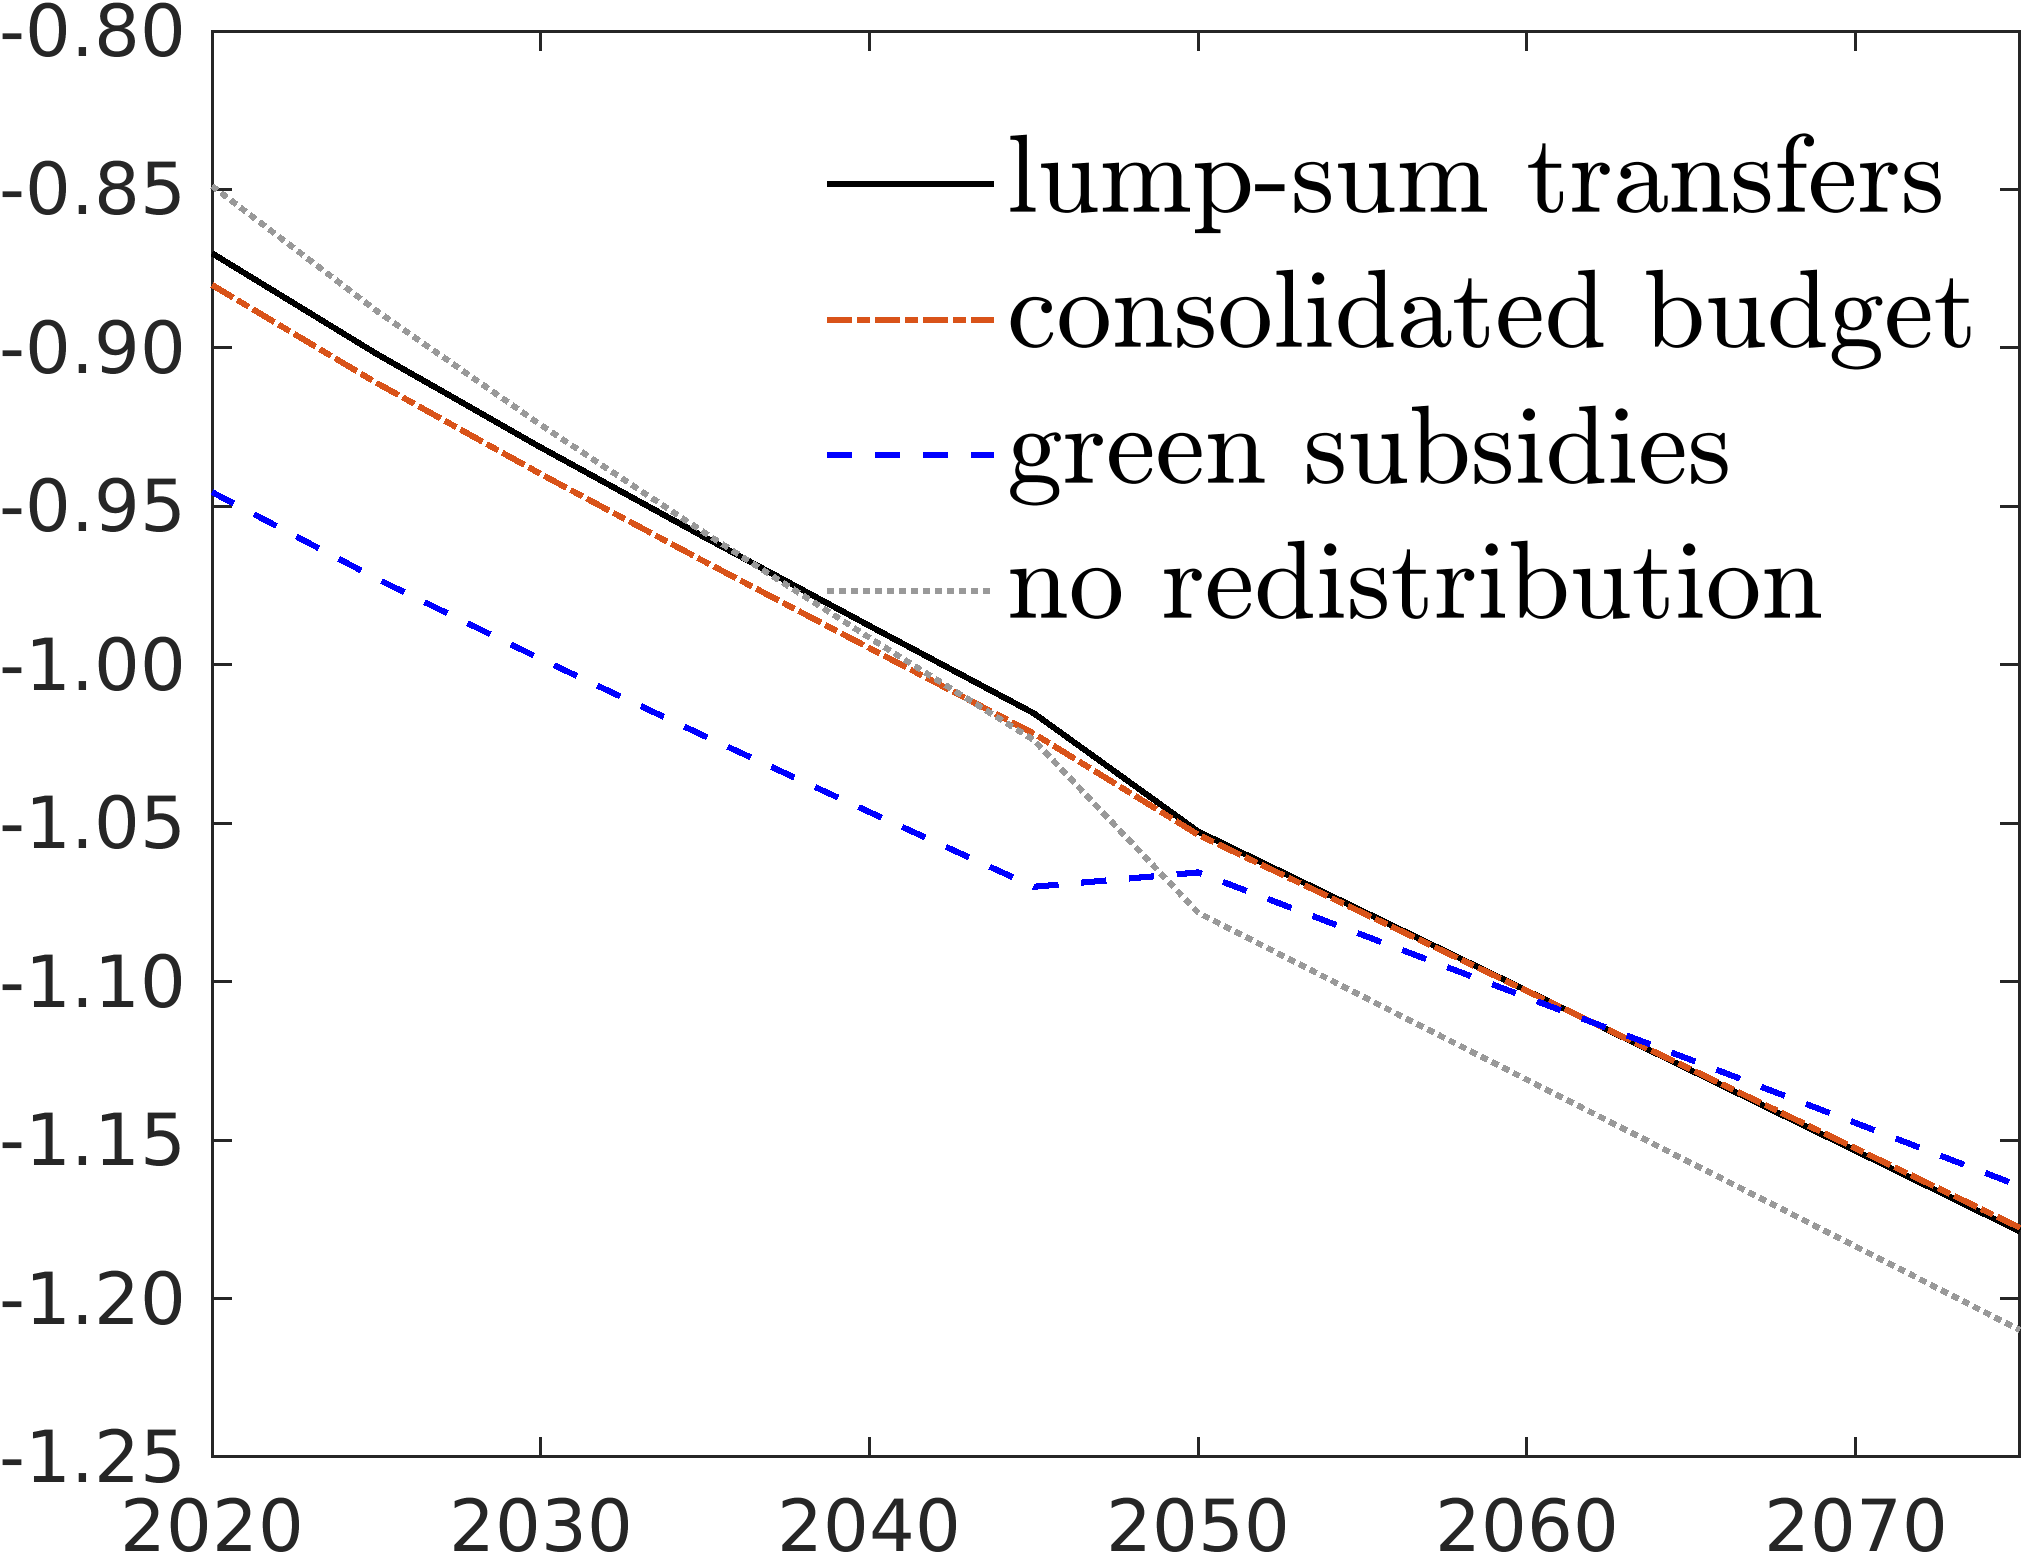 -0.80
-0.85
-0.90
-0.95
-1.00
-1.05
-1.10
-1.15
-1.20
-1.25
lump-sum transfers
consolidated budget
green subsidies
no redistribution
2020 2030 2040 2050 2060 2070